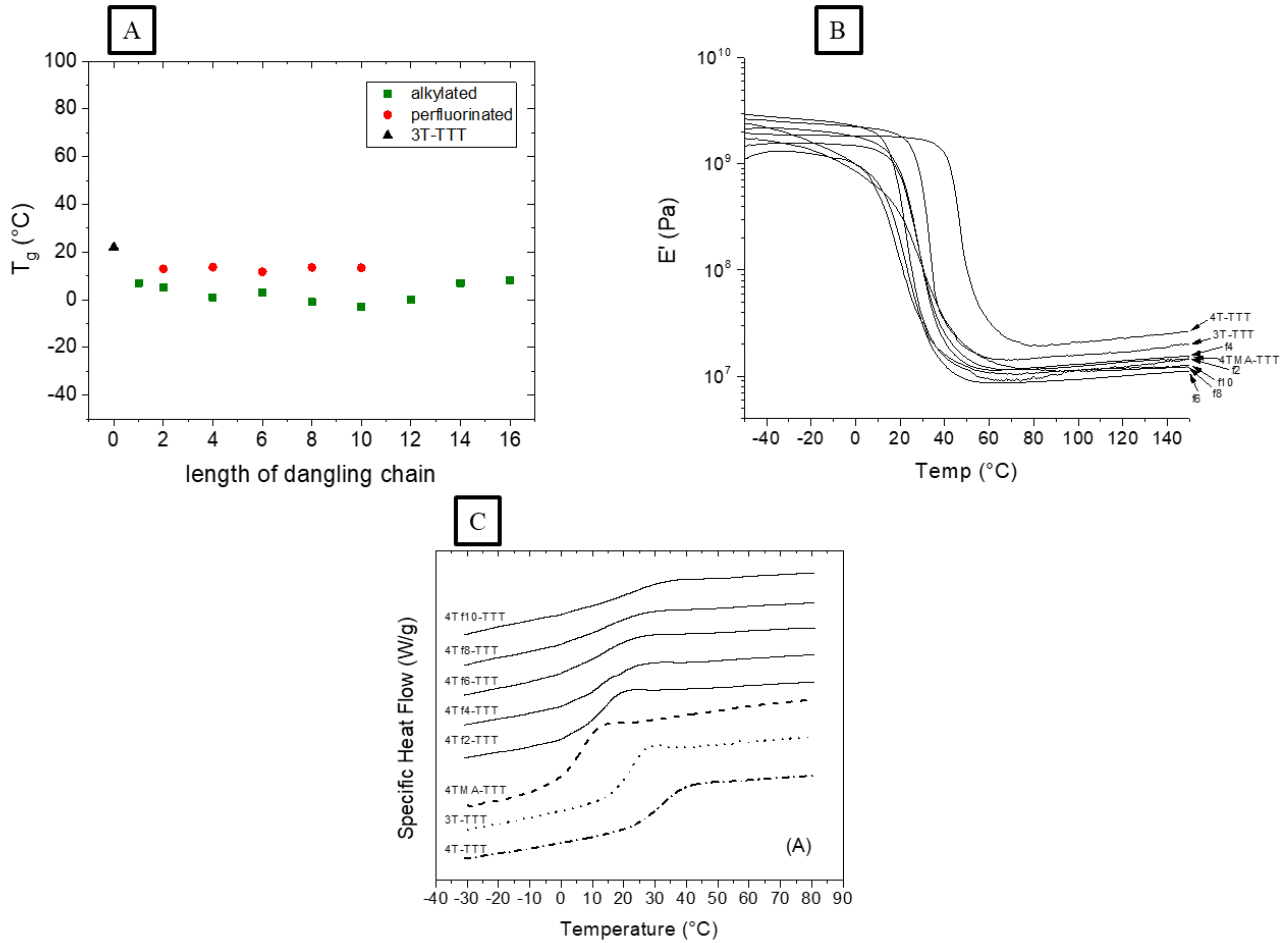 A
100
80
60
40
20
0
-20
-40
Tg (°C)
alkylated
perfluorinated
3T-TTT
0 2 4 6 8 10 12 14 16
length of dangling chain
B
10^10
10^9
10^8
10^7
E' (Pa)
4T-TTT
3T-TTT
f4
4TMA-TTT
f2
f10
f8
f6
-40 -20 0 20 40 60 80 100 120 140
Temp (°C)
C
Specific Heat Flow (W/g)
4Tf10-TTT
4Tf8-TTT
4Tf6-TTT
4Tf4-TTT
4Tf2-TTT
4TMA-TTT
3T-TTT
4T-TTT
(A)
-40 -30 -20 -10 0 10 20 30 40 50 60 70 80 90
Temperature (°C)